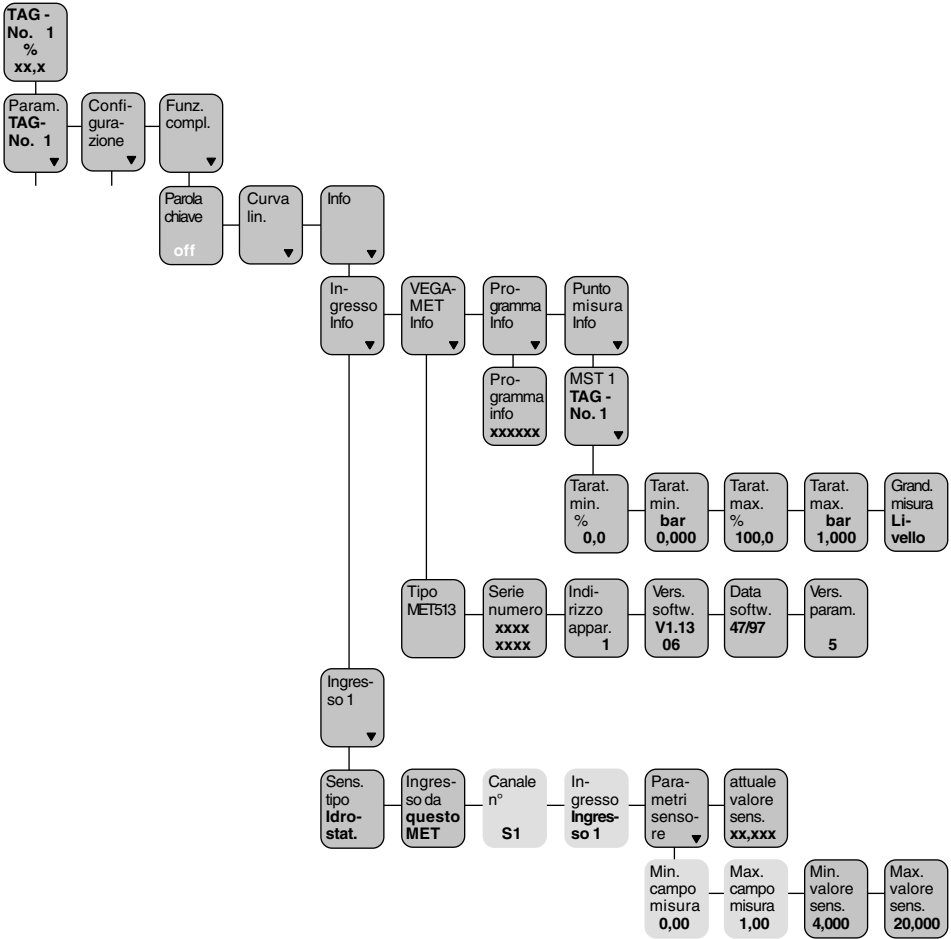 TAG -
No. 1
%
xx,x
Param.
TAG-
No. 1
Confi-
gura-
zione
Funz.
compl.
Parola
chiave
off
Curva
lin.
Info
In-
gresso
Info
VEGA-
MET
Info
Pro-
gramma
Info
Punto
misura
Info
Pro-
gramma
info
xxxxxx
MST 1
TAG -
No. 1
Tarat.
min.
%
0,0
Tarat.
min.
bar
0,000
Tarat.
max.
%
100,0
Tarat.
max.
bar
1,000
Grand.
misura
Li-
vello
Tipo
MET513
Serie
numero
xxxx
xxxx
Indi-
rizzo
appar.
1
Vers.
softw.
V1.13
06
Data
softw.
47/97
Vers.
param.
5
Ingres-
so 1
Sens.
tipo
Idro-
stat.
Ingres-
so da
questo
MET
Canale
n°
S1
In-
gresso
Ingres-
so 1
Para-
metri
senso-
re
attuale
valore
sens.
xx,xxx
Min.
campo
misura
0,00
Max.
campo
misura
1,00
Min.
valore
sens.
4,000
Max.
valore
sens.
20,000